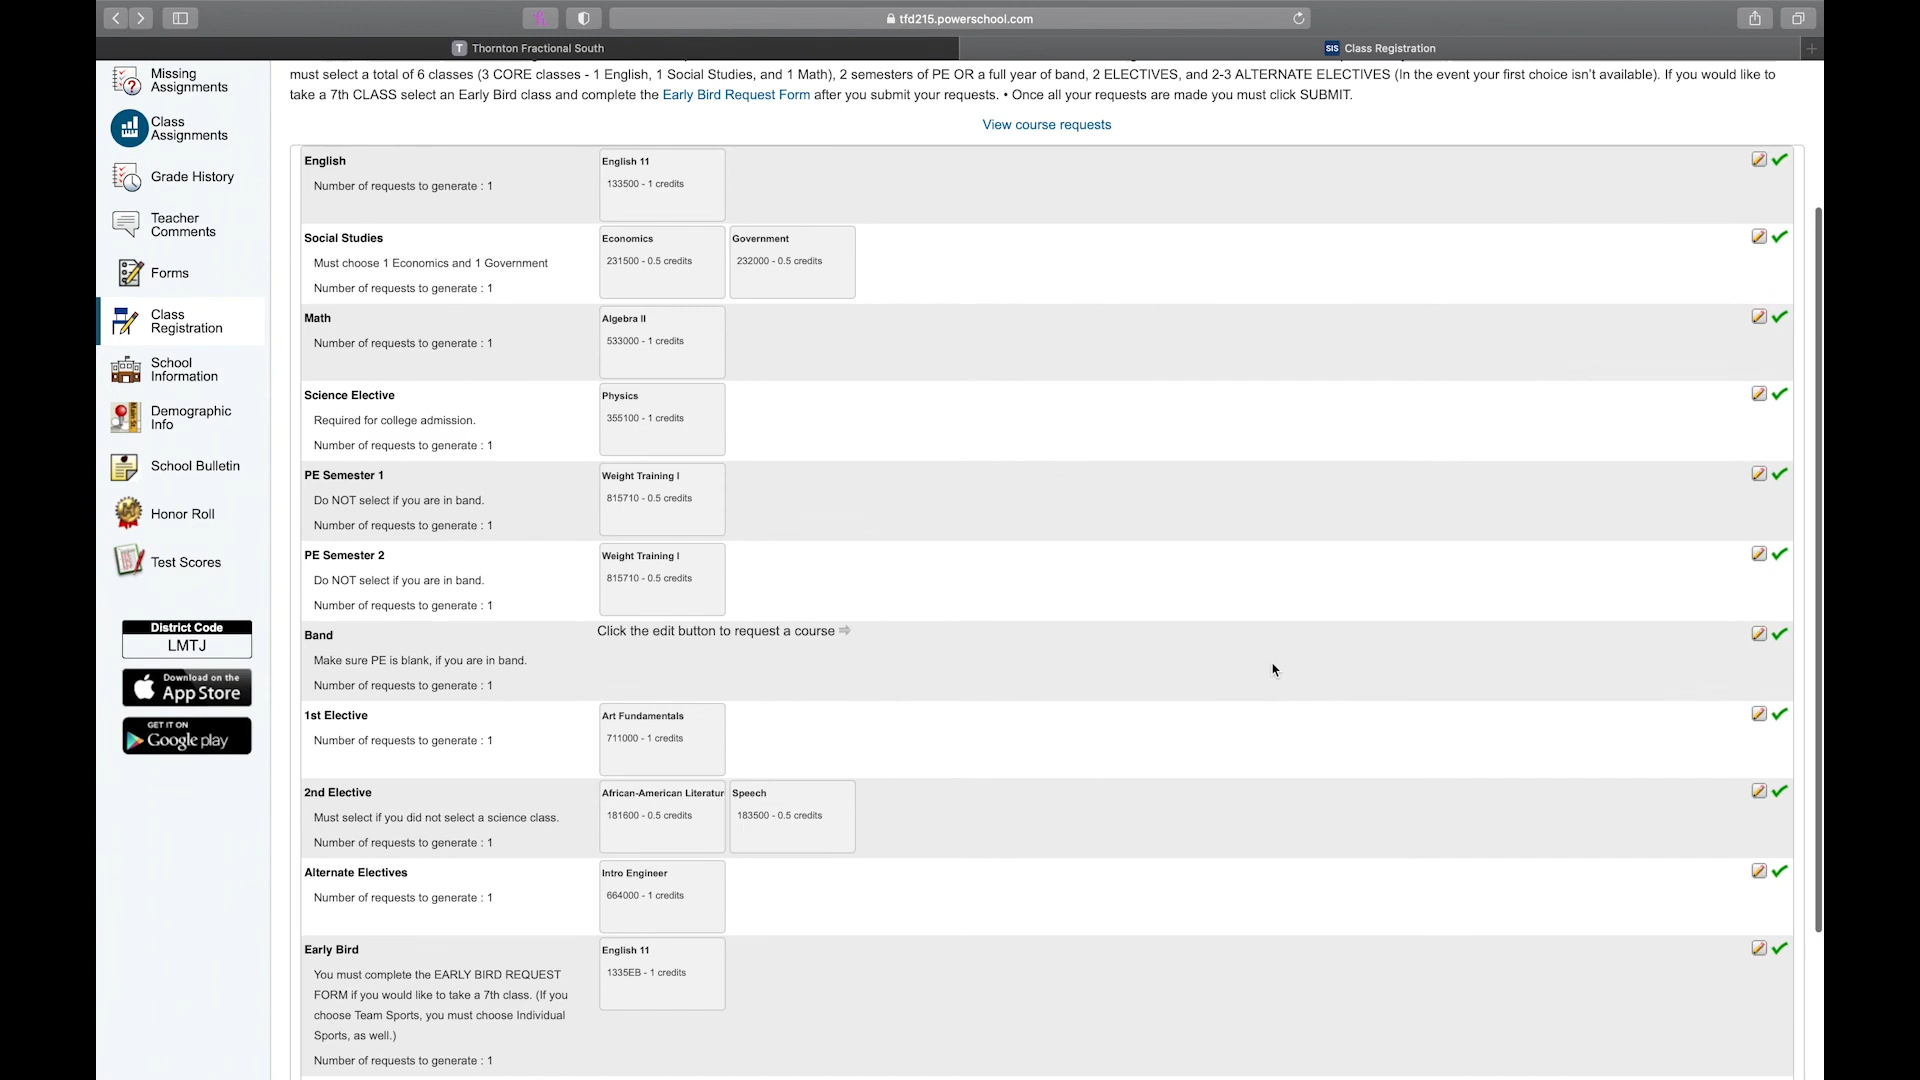 tfd215.powerschool.com
T Thornton Fractional South
SIS Class Registration
Missing
Assignments
Class
Assignments
Grade History
Teacher
Comments
Forms
Class
Registration
School
Information
Demographic
Info
School Bulletin
Honor Roll
Test Scores
District Code
LMTJ
Download on the
App Store
GET IT ON
Google play
must select a total of 6 classes (3 CORE classes - 1 English, 1 Social Studies, and 1 Math), 2 semesters of PE OR a full year of band, 2 ELECTIVES, and 2-3 ALTERNATE ELECTIVES (In the event your first choice isn't available). If you would like to
take a 7th CLASS select an Early Bird class and complete the Early Bird Request Form after you submit your requests. • Once all your requests are made you must click SUBMIT.
View course requests
English
Number of requests to generate : 1
English 11
133500 - 1 credits
Social Studies
Must choose 1 Economics and 1 Government
Number of requests to generate : 1
Economics
231500 - 0.5 credits
Government
232000 - 0.5 credits
Math
Number of requests to generate : 1
Algebra II
533000 - 1 credits
Science Elective
Required for college admission.
Number of requests to generate : 1
Physics
355100 - 1 credits
PE Semester 1
Do NOT select if you are in band.
Number of requests to generate : 1
Weight Training I
815710 - 0.5 credits
PE Semester 2
Do NOT select if you are in band.
Number of requests to generate : 1
Weight Training I
815710 - 0.5 credits
Band
Make sure PE is blank, if you are in band.
Number of requests to generate : 1
Click the edit button to request a course
1st Elective
Number of requests to generate : 1
Art Fundamentals
711000 - 1 credits
2nd Elective
Must select if you did not select a science class.
Number of requests to generate : 1
African-American Literatur
181600 - 0.5 credits
Speech
183500 - 0.5 credits
Alternate Electives
Number of requests to generate : 1
Intro Engineer
664000 - 1 credits
Early Bird
You must complete the EARLY BIRD REQUEST
FORM if you would like to take a 7th class. (If you
choose Team Sports, you must choose Individual
Sports, as well.)
Number of requests to generate : 1
English 11
1335EB - 1 credits